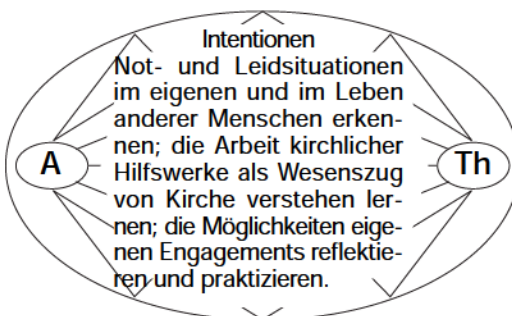 Intentionen
Not- und Leidsituationen
im eigenen und im Leben
anderer Menschen erken-
nen; die Arbeit kirchlicher
A
Hilfswerke als Wesenszug
Th
von Kirche verstehen ler-
nen; die Möglichkeiten eige-
nen Engagements reflektie-
ren und praktizieren.